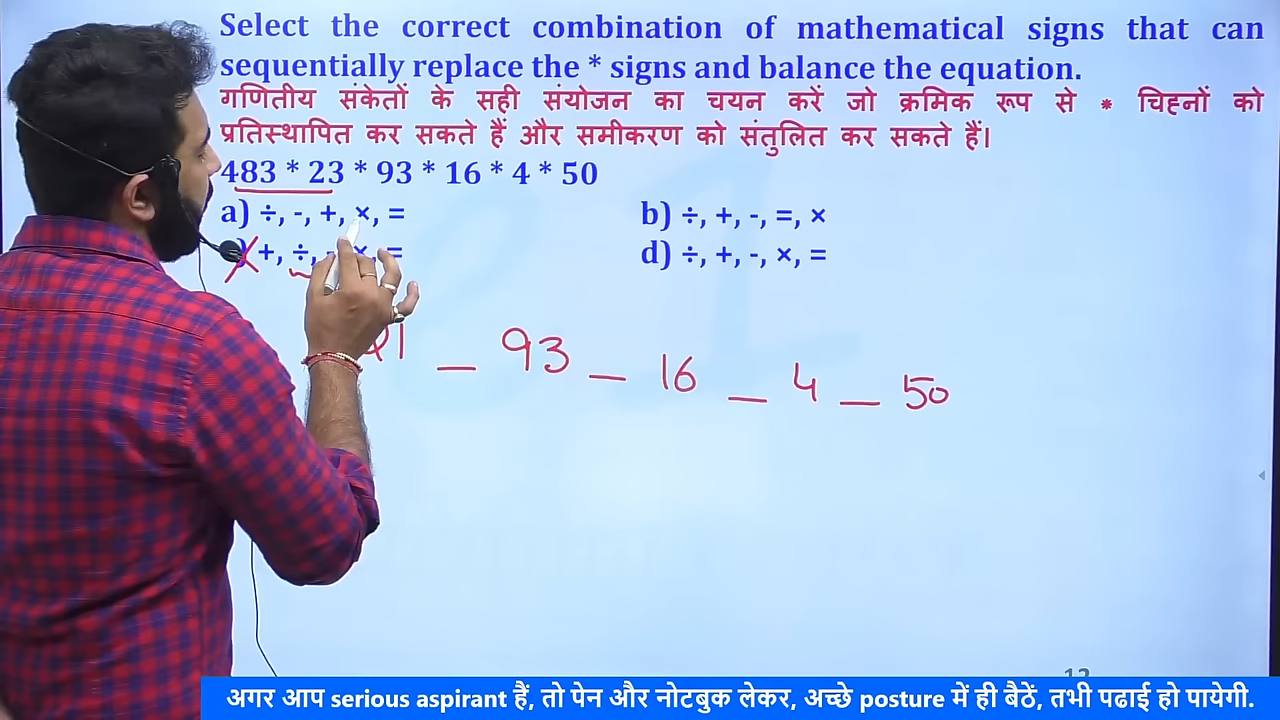 Select the correct combination of mathematical signs that can
sequentially replace the * signs and balance the equation.
गणितीय संकेतों के सही संयोजन का चयन करें जो क्रमिक रूप से * चिह्नों को
प्रतिस्थापित कर सकते हैं और समीकरण को संतुलित कर सकते हैं।
483 * 23 * 93 * 16 * 4 * 50
a) ÷, -, +, ×, =
b) ÷, +, -, =, ×
+, ÷, -, ×, =
d) ÷, +, -, ×, =
21 _ 93 _ 16 _ 4 _ 50
अगर आप serious aspirant हैं, तो पेन और नोटबुक लेकर, अच्छे posture में ही बैठें, तभी पढाई हो पायेगी.